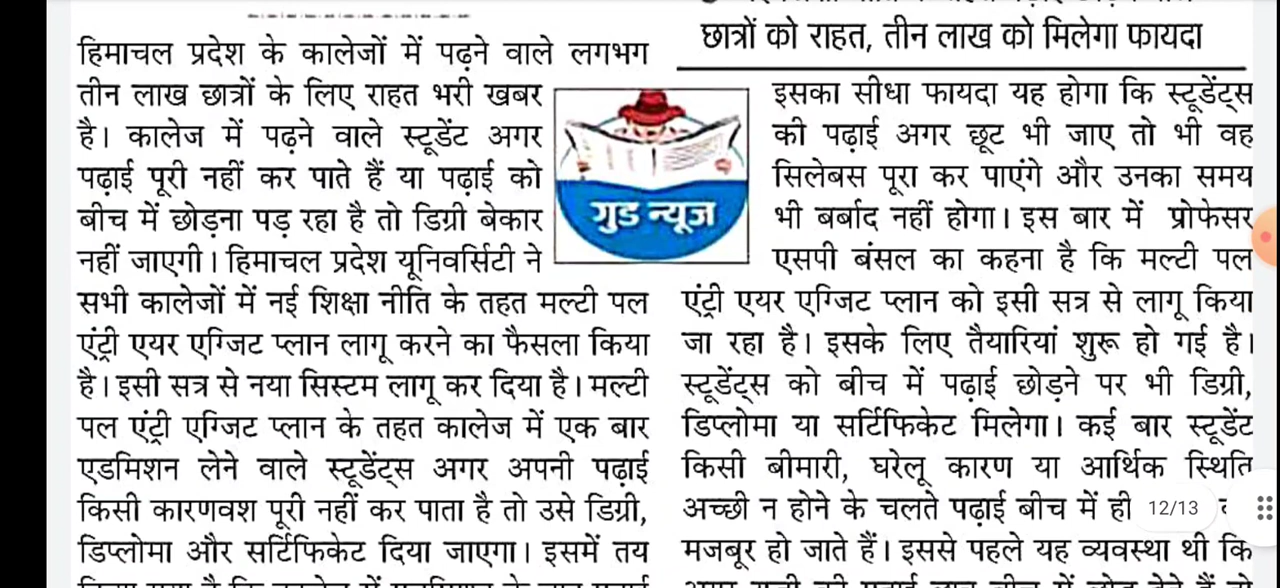 हिमाचल प्रदेश के कालेजों में पढ़ने वाले लगभग
तीन लाख छात्रों के लिए राहत भरी खबर
है। कालेज में पढ़ने वाले स्टूडेंट अगर
पढ़ाई पूरी नहीं कर पाते हैं या पढ़ाई को
बीच में छोड़ना पड़ रहा है तो डिग्री बेकार
नहीं जाएगी। हिमाचल प्रदेश यूनिवर्सिटी ने
सभी कालेजों में नई शिक्षा नीति के तहत मल्टी पल
एंट्री एयर एग्जिट प्लान लागू करने का फैसला किया
है। इसी सत्र से नया सिस्टम लागू कर दिया है। मल्टी
पल एंट्री एग्जिट प्लान के तहत कालेज में एक बार
एडमिशन लेने वाले स्टूडेंट्स अगर अपनी पढ़ाई
किसी कारणवश पूरी नहीं कर पाता है तो उसे डिग्री,
डिप्लोमा और सर्टिफिकेट दिया जाएगा। इसमें तय
गुड न्यूज
छात्रों को राहत, तीन लाख को मिलेगा फायदा
इसका सीधा फायदा यह होगा कि स्टूडेंट्स
की पढ़ाई अगर छूट भी जाए तो भी वह
सिलेबस पूरा कर पाएंगे और उनका समय
भी बर्बाद नहीं होगा। इस बार में प्रोफेसर
एसपी बंसल का कहना है कि मल्टी पल
एंट्री एयर एग्जिट प्लान को इसी सत्र से लागू किया
जा रहा है। इसके लिए तैयारियां शुरू हो गई है।
स्टूडेंट्स को बीच में पढ़ाई छोड़ने पर भी डिग्री,
डिप्लोमा या सर्टिफिकेट मिलेगा। कई बार स्टूडेंट
किसी बीमारी, घरेलू कारण या आर्थिक स्थिति
अच्छी न होने के चलते पढ़ाई बीच में ही
मजबूर हो जाते हैं। इससे पहले यह व्यवस्था थी कि
12/13